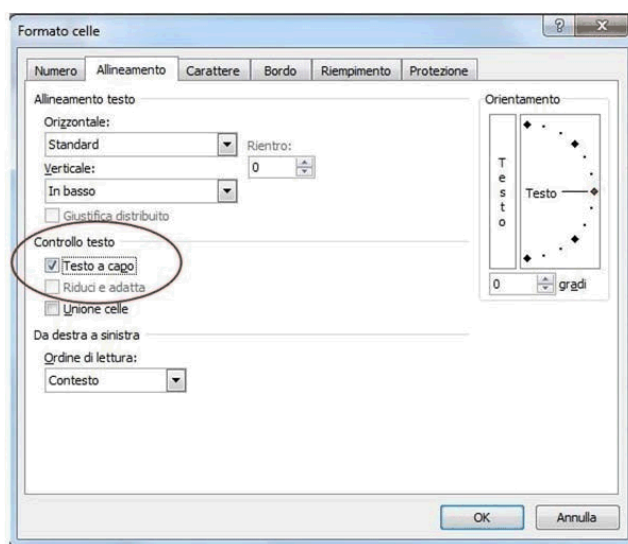 Formato celle
Numero Allineamento Carattere Bordo Riempimento Protezione
Allineamento testo
Orizzontale:
Standard
Rientro:
Verticale:
0
In basso
Giustifica distribuito
Controllo testo
Testo a capo
Riduci e adatta
Unione celle
Da destra a sinistra
Ordine di lettura:
Contesto
Orientamento
Testo
Testo
0 gradi
OK Annulla